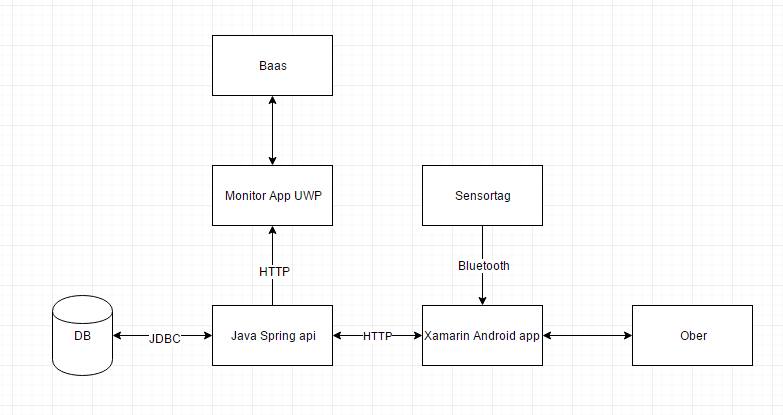 Baas
Monitor App UWP
Sensortag
HTTP
Bluetooth
DB
JDBC
Java Spring api
HTTP
Xamarin Android app
Ober